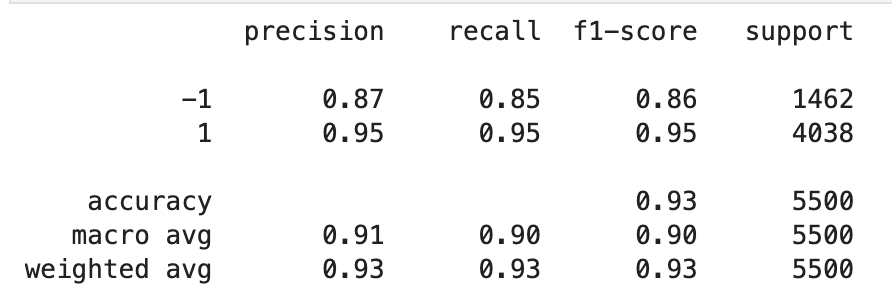 precision recall f1-score support
-1 0.87 0.85 0.86 1462
1 0.95 0.95 0.95 4038
accuracy 0.93 5500
macro avg 0.91 0.90 0.90 5500
weighted avg 0.93 0.93 0.93 5500